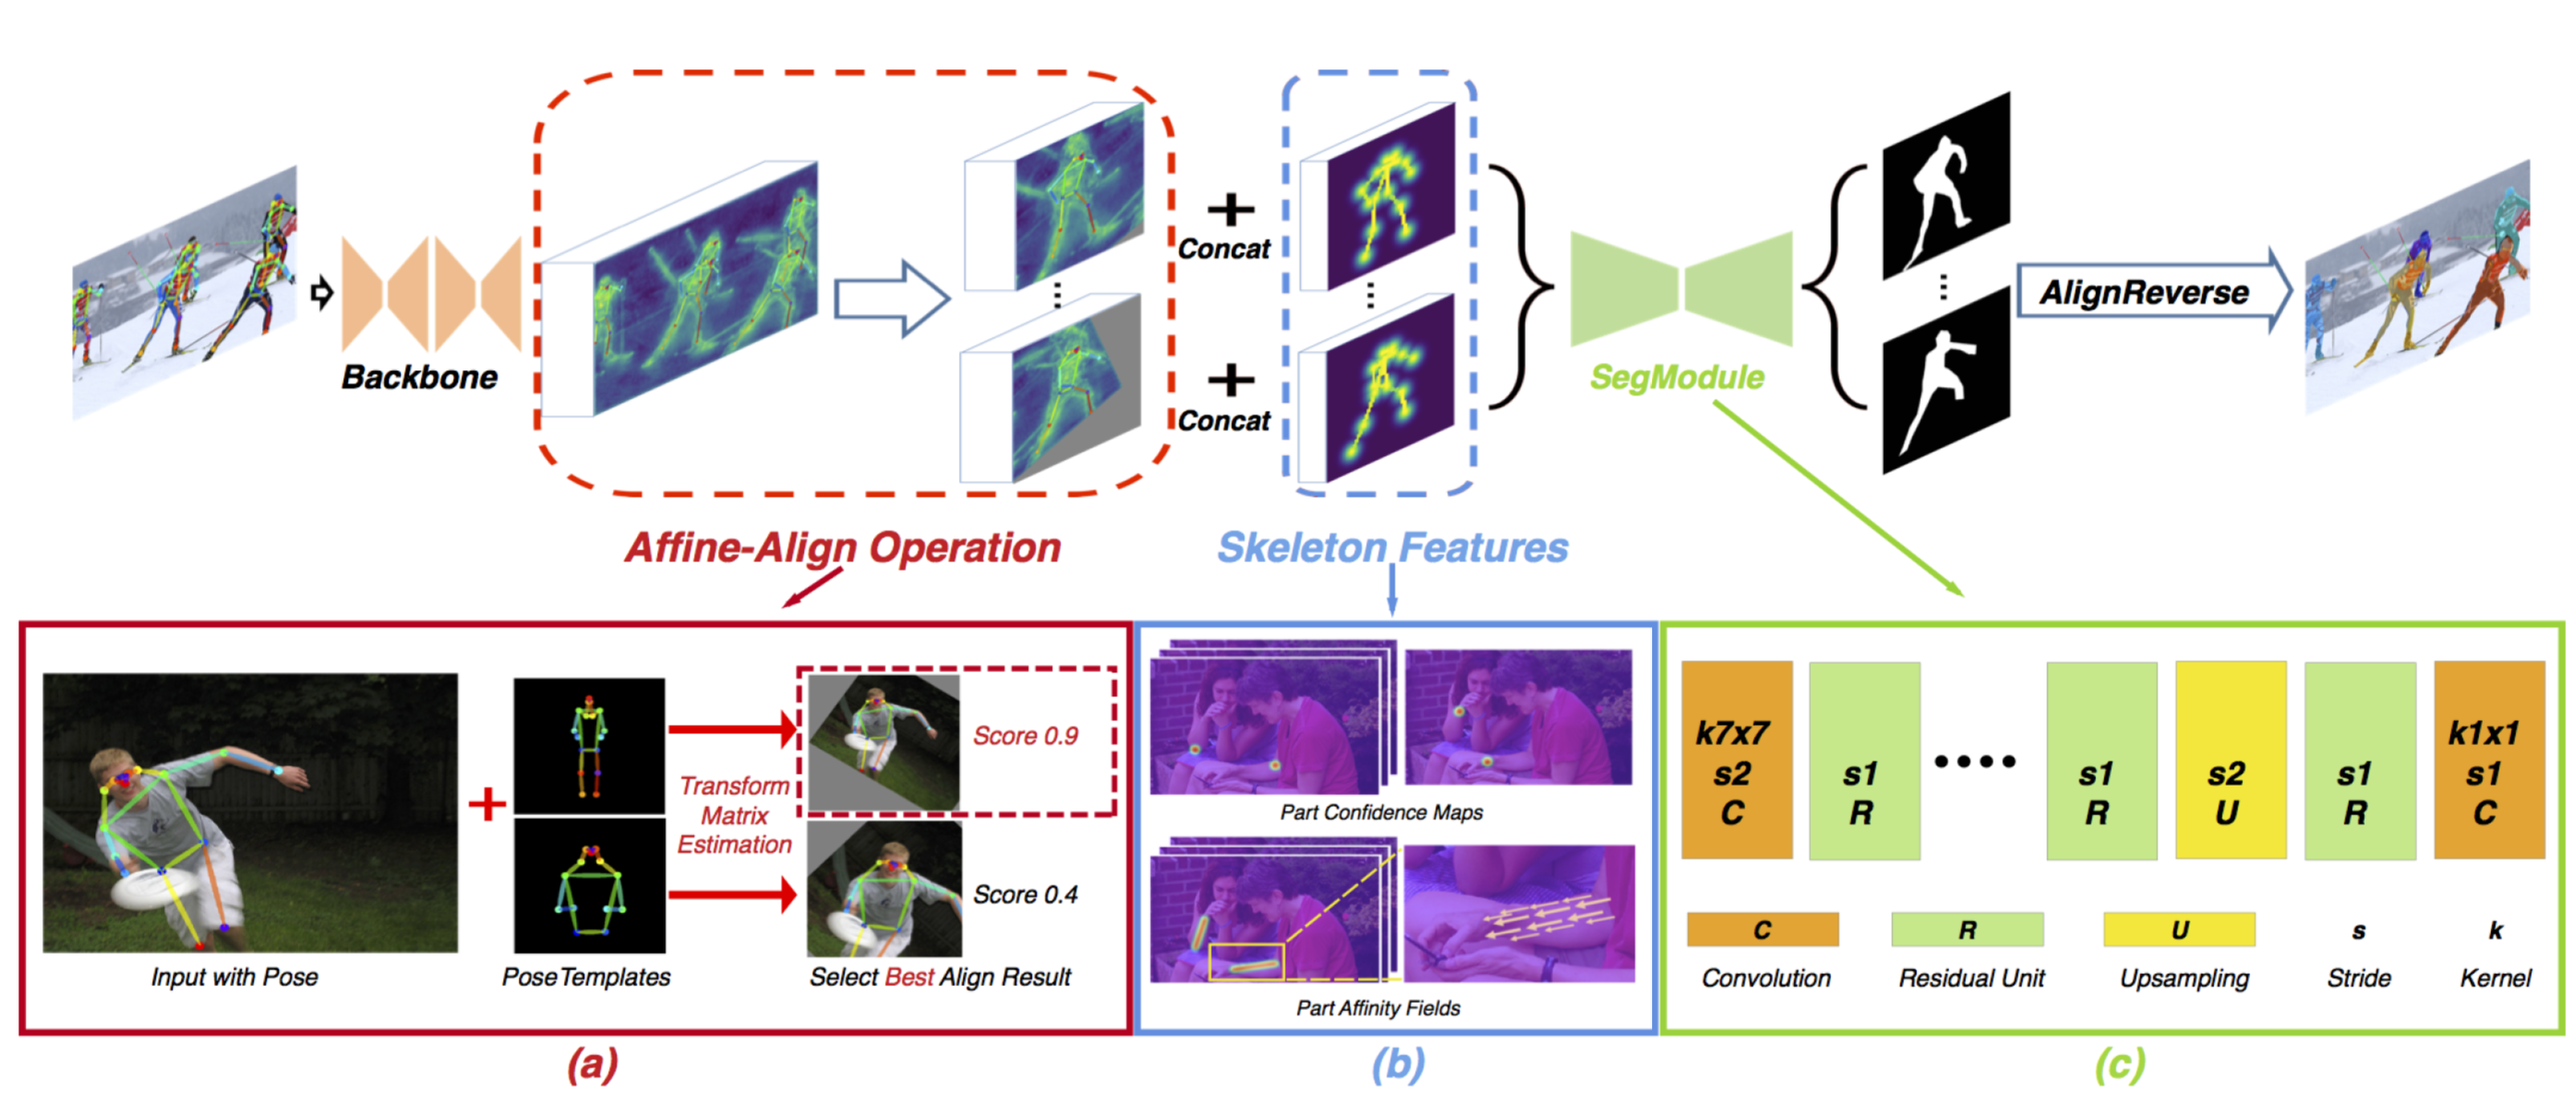 Backbone
+
Concat
+
Concat
SegModule
AlignReverse
Affine-Align Operation
Skeleton Features
+
Transform
Matrix
Estimation
Score 0.9
Score 0.4
Input with Pose
Pose Templates
Select Best Align Result
(a)
Part Confidence Maps
Part Affinity Fields
(b)
k7x7
s2
C
s1
R
s1
R
s2
U
s1
R
k1x1
s1
C
C
R
U
s
k
Convolution
Residual Unit
Upsampling
Stride
Kernel
(c)